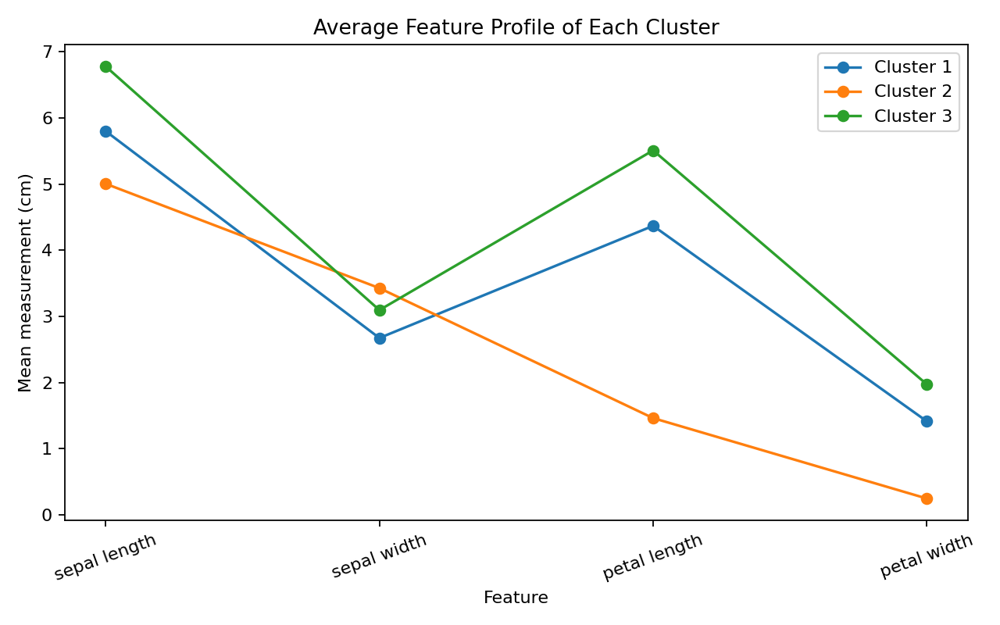 Average Feature Profile of Each Cluster
Cluster 1
Cluster 2
Cluster 3
Mean measurement (cm)
7
6
5
4
3
2
1
0
sepal length
sepal width
petal length
petal width
Feature